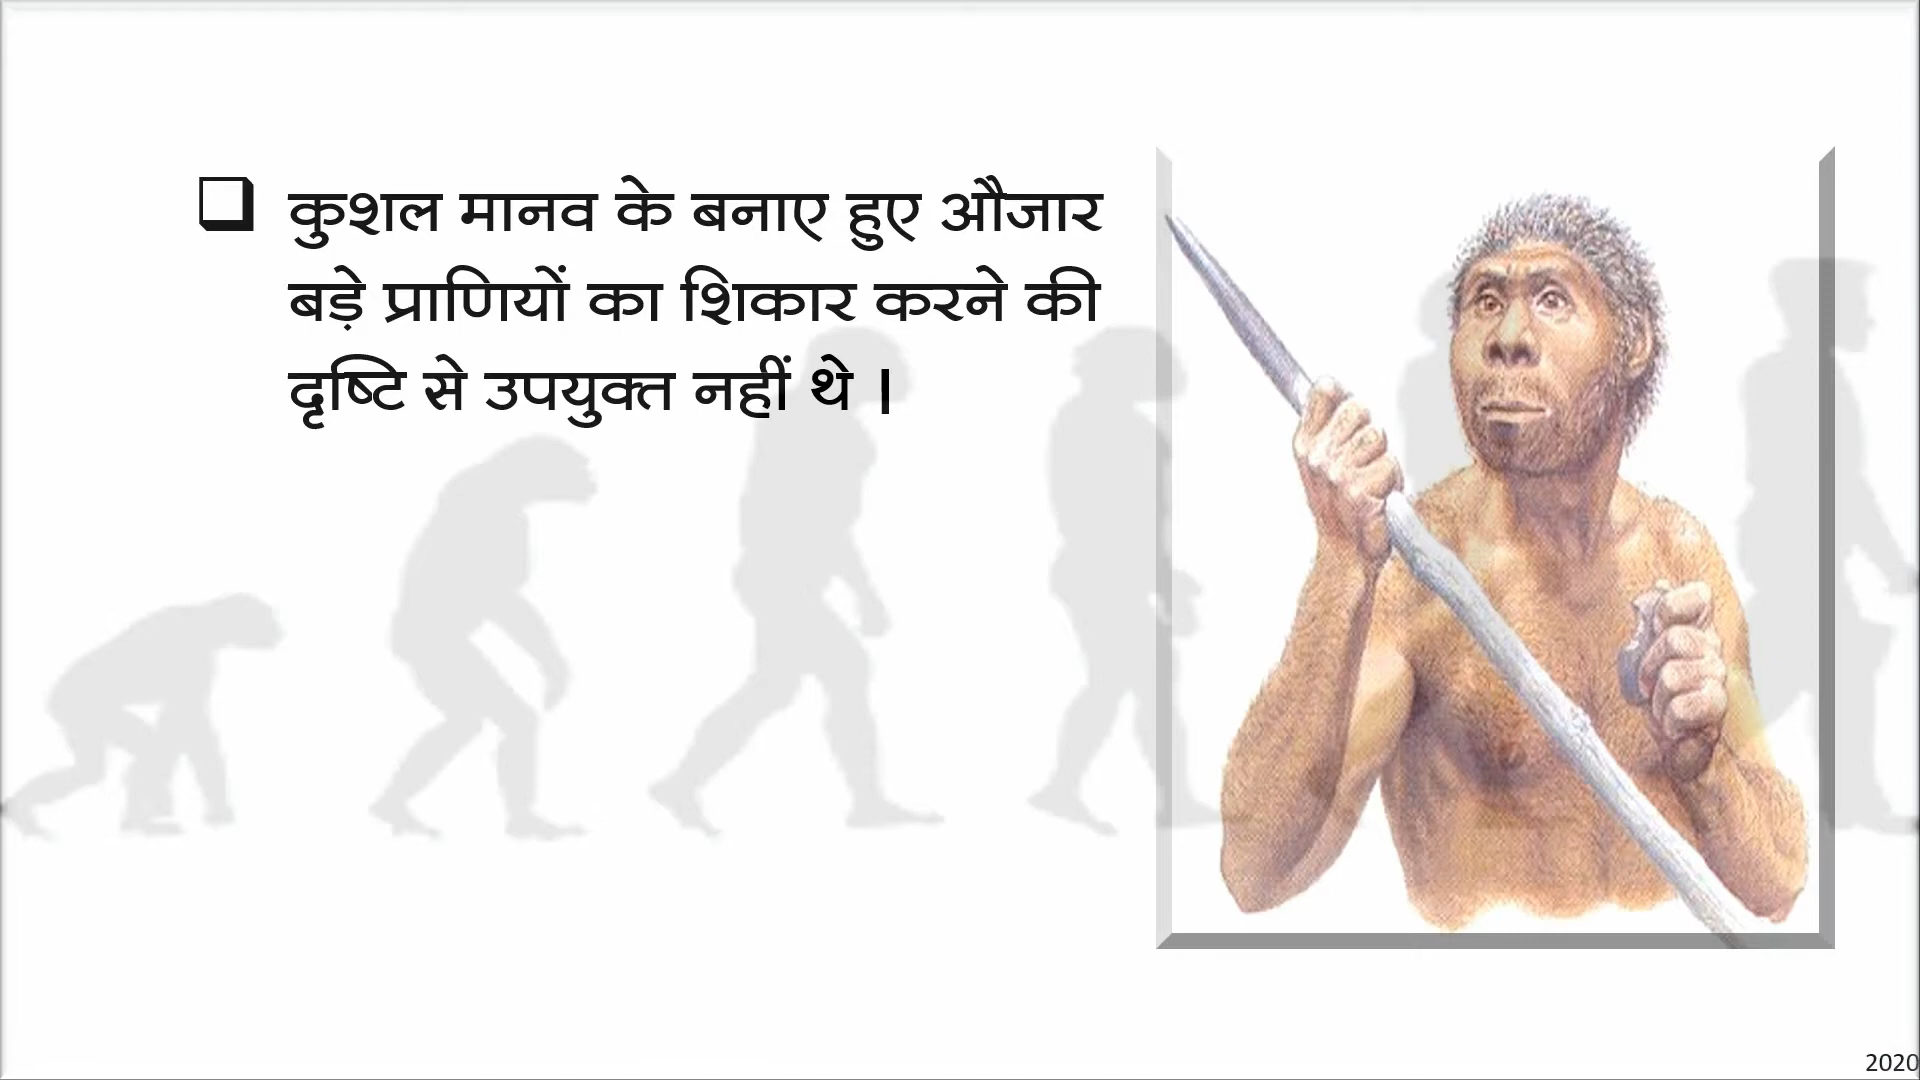 कुशल मानव के बनाए हुए औजार
बड़े प्राणियों का शिकार करने की
दृष्टि से उपयुक्त नहीं थे ।
2020